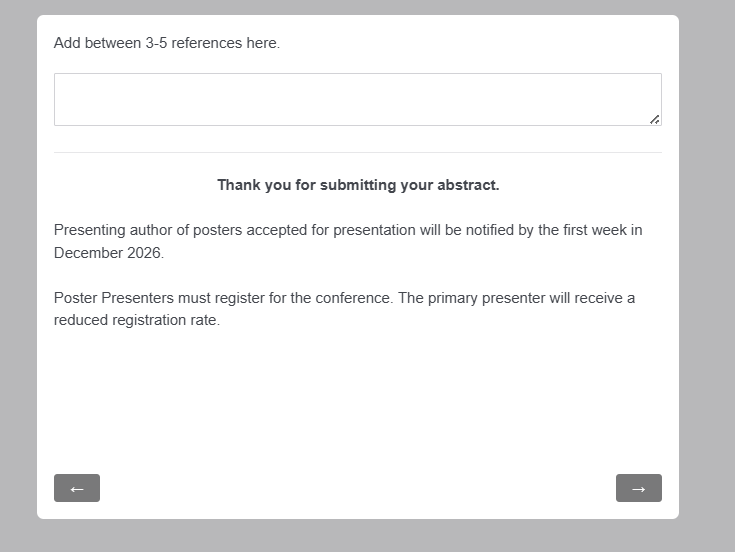 Add between 3-5 references here.
Thank you for submitting your abstract.
Presenting author of posters accepted for presentation will be notified by the first week in
December 2026.
Poster Presenters must register for the conference. The primary presenter will receive a
reduced registration rate.
← →